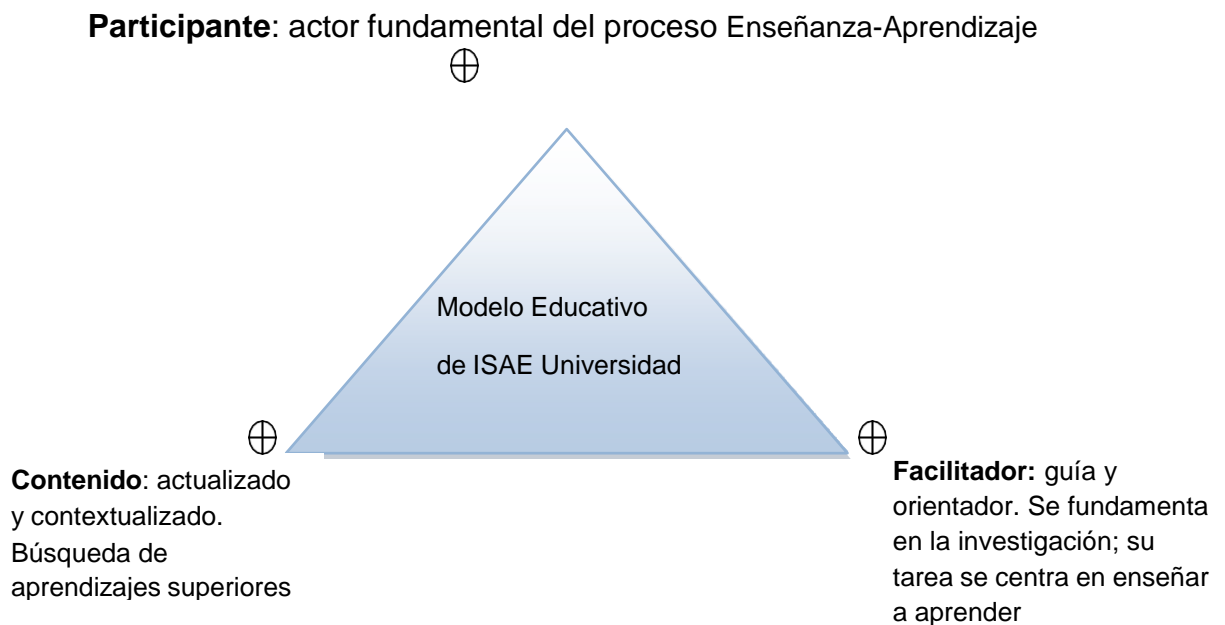 Participante: actor fundamental del proceso Enseñanza-Aprendizaje
Modelo Educativo
de ISAE Universidad
Contenido: actualizado
y contextualizado.
Búsqueda de
aprendizajes superiores
Facilitador: guía y
orientador. Se fundamenta
en la investigación; su
tarea se centra en enseñar
a aprender